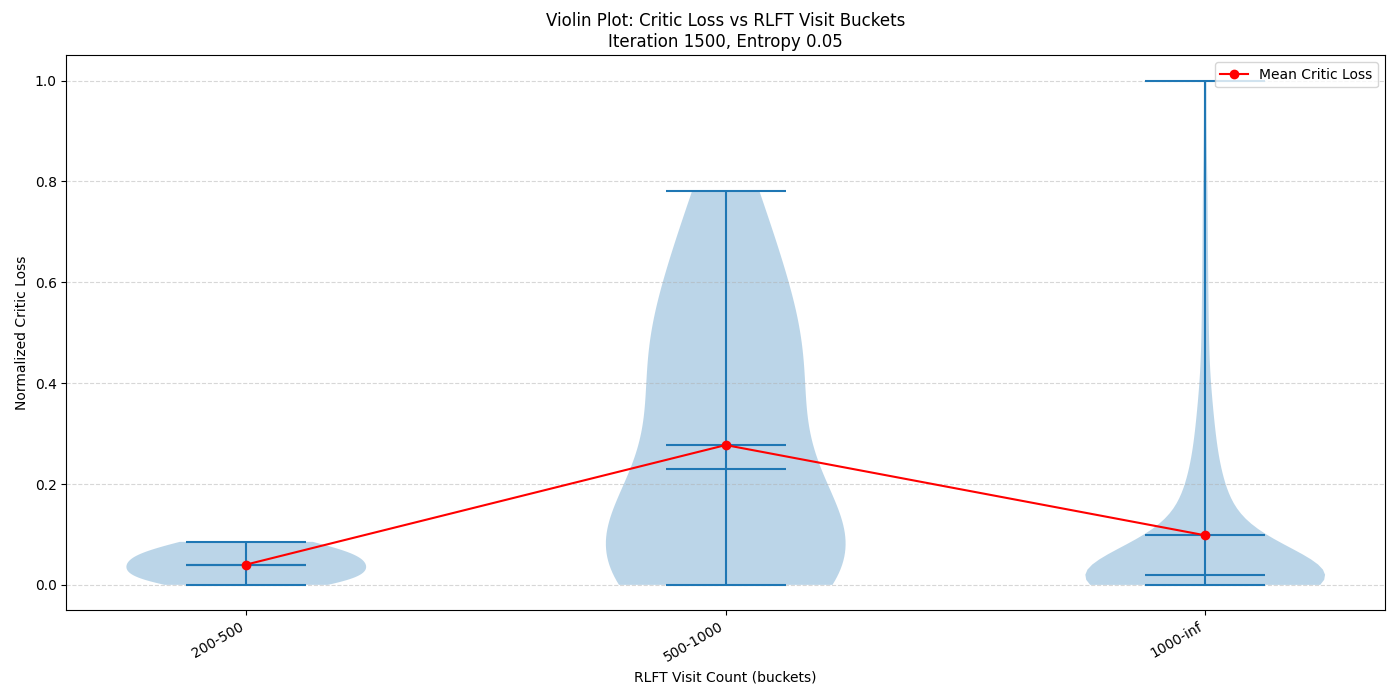 Violin Plot: Critic Loss vs RLFT Visit Buckets
Iteration 1500, Entropy 0.05
Mean Critic Loss
Normalized Critic Loss
1.0
0.8
0.6
0.4
0.2
0.0
200-500
500-1000
1000-inf
RLFT Visit Count (buckets)